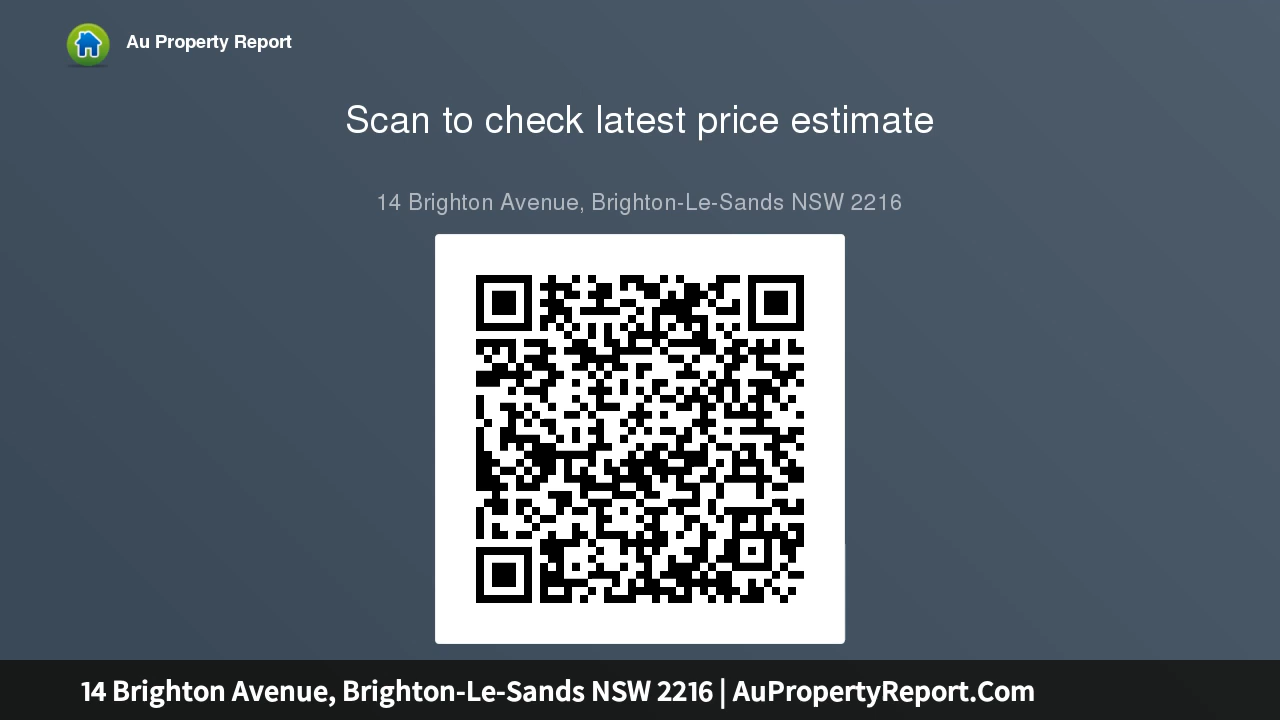 Au Property Report
Scan to check latest price estimate
14 Brighton Avenue, Brighton-Le-Sands NSW 2216
14 Brighton Avenue, Brighton-Le-Sands NSW 2216 | AuPropertyReport.Com